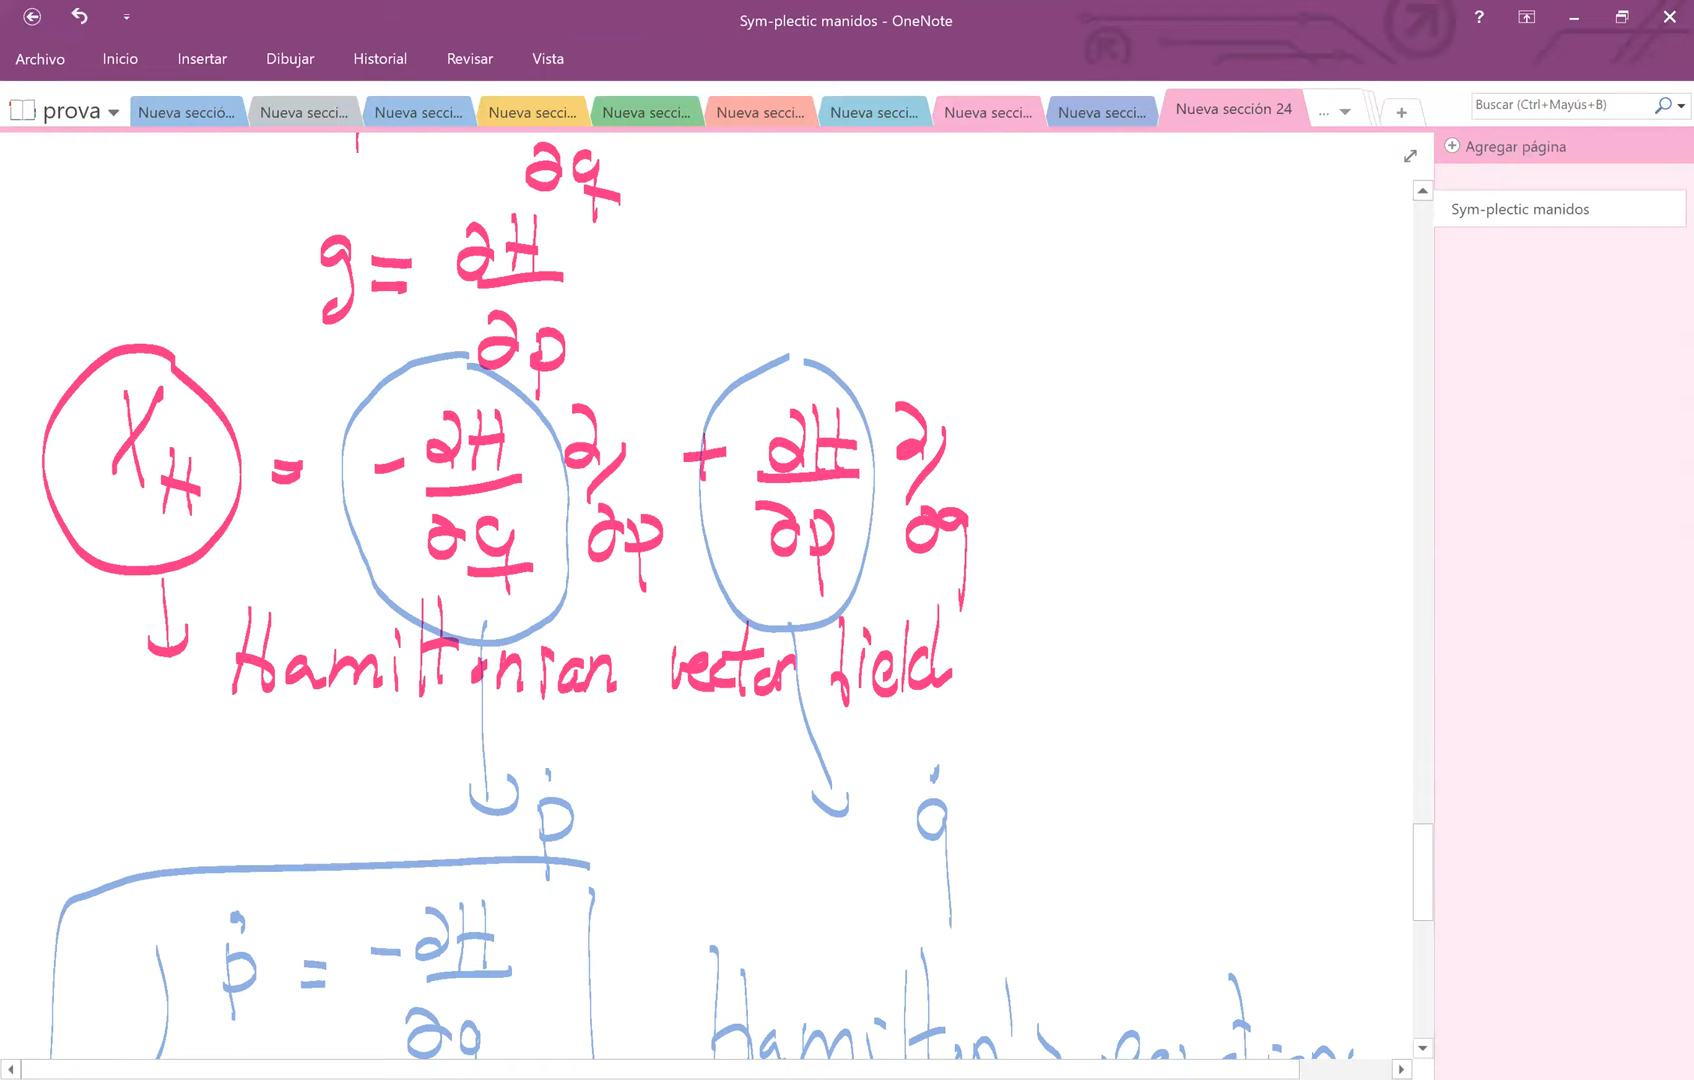 Sym-plectic manidos - OneNote
Archivo Inicio Insertar Dibujar Historial Revisar Vista
prova Nueva secció... Nueva secci... Nueva secci... Nueva secci... Nueva secci... Nueva secci... Nueva secci... Nueva secci... Nueva secci... Nueva sección 24 ... Buscar (Ctrl+Mayús+B)
Agregar página
Sym-plectic manidos
∂q
g = ∂H/∂p
X_H = - ∂H/∂q ∂/∂p + ∂H/∂p ∂/∂q
Hamiltonian vector field
ṗ q̇
ṗ = -∂H/∂q
Hamilton's equations